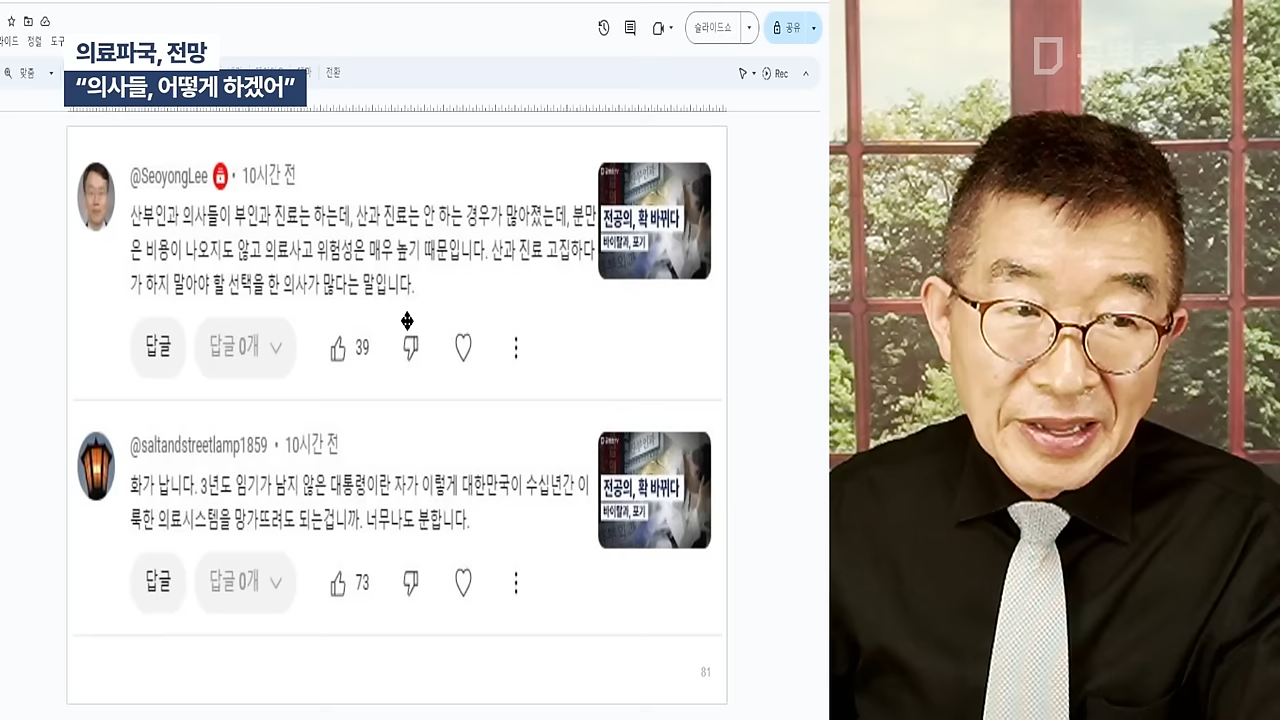 의료파국, 전망
“의사들, 어떻게 하겠어”
정렬
맞춤
전환
슬라이드쇼
공유
Rec
@SeoyongLee · 10시간 전
산부인과 의사들이 부인과 진료는 하는데, 산과 진료는 안 하는 경우가 많아졌는데, 분만
은 비용이 나오지도 않고 의료사고 위험성은 매우 높기 때문입니다. 산과 진료 고집하다
가 하지 말아야 할 선택을 한 의사가 많다는 말입니다.
전공의, 확 바뀌다
바이탈과, 포기
답글
답글 0개
39
@saltandstreetlamp1859 · 10시간 전
화가 납니다. 3년도 임기가 남지 않은 대통령이란 자가 이렇게 대한만국이 수십년간 이
룩한 의료시스템을 망가뜨려도 되는겁니까. 너무나도 분합니다.
전공의, 확 바뀌다
바이탈과, 포기
답글
답글 0개
73
81